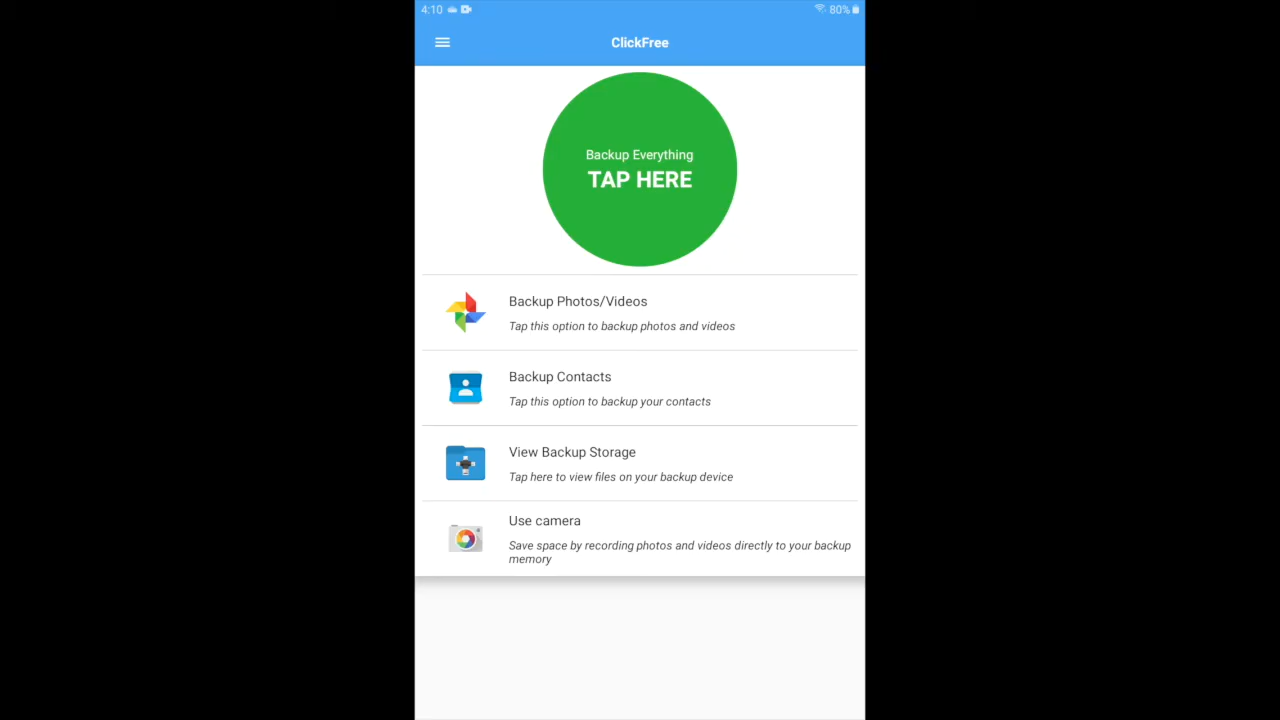 4:10
80%
ClickFree
Backup Everything
TAP HERE
Backup Photos/Videos
Tap this option to backup photos and videos
Backup Contacts
Tap this option to backup your contacts
View Backup Storage
Tap here to view files on your backup device
Use camera
Save space by recording photos and videos directly to your backup
memory